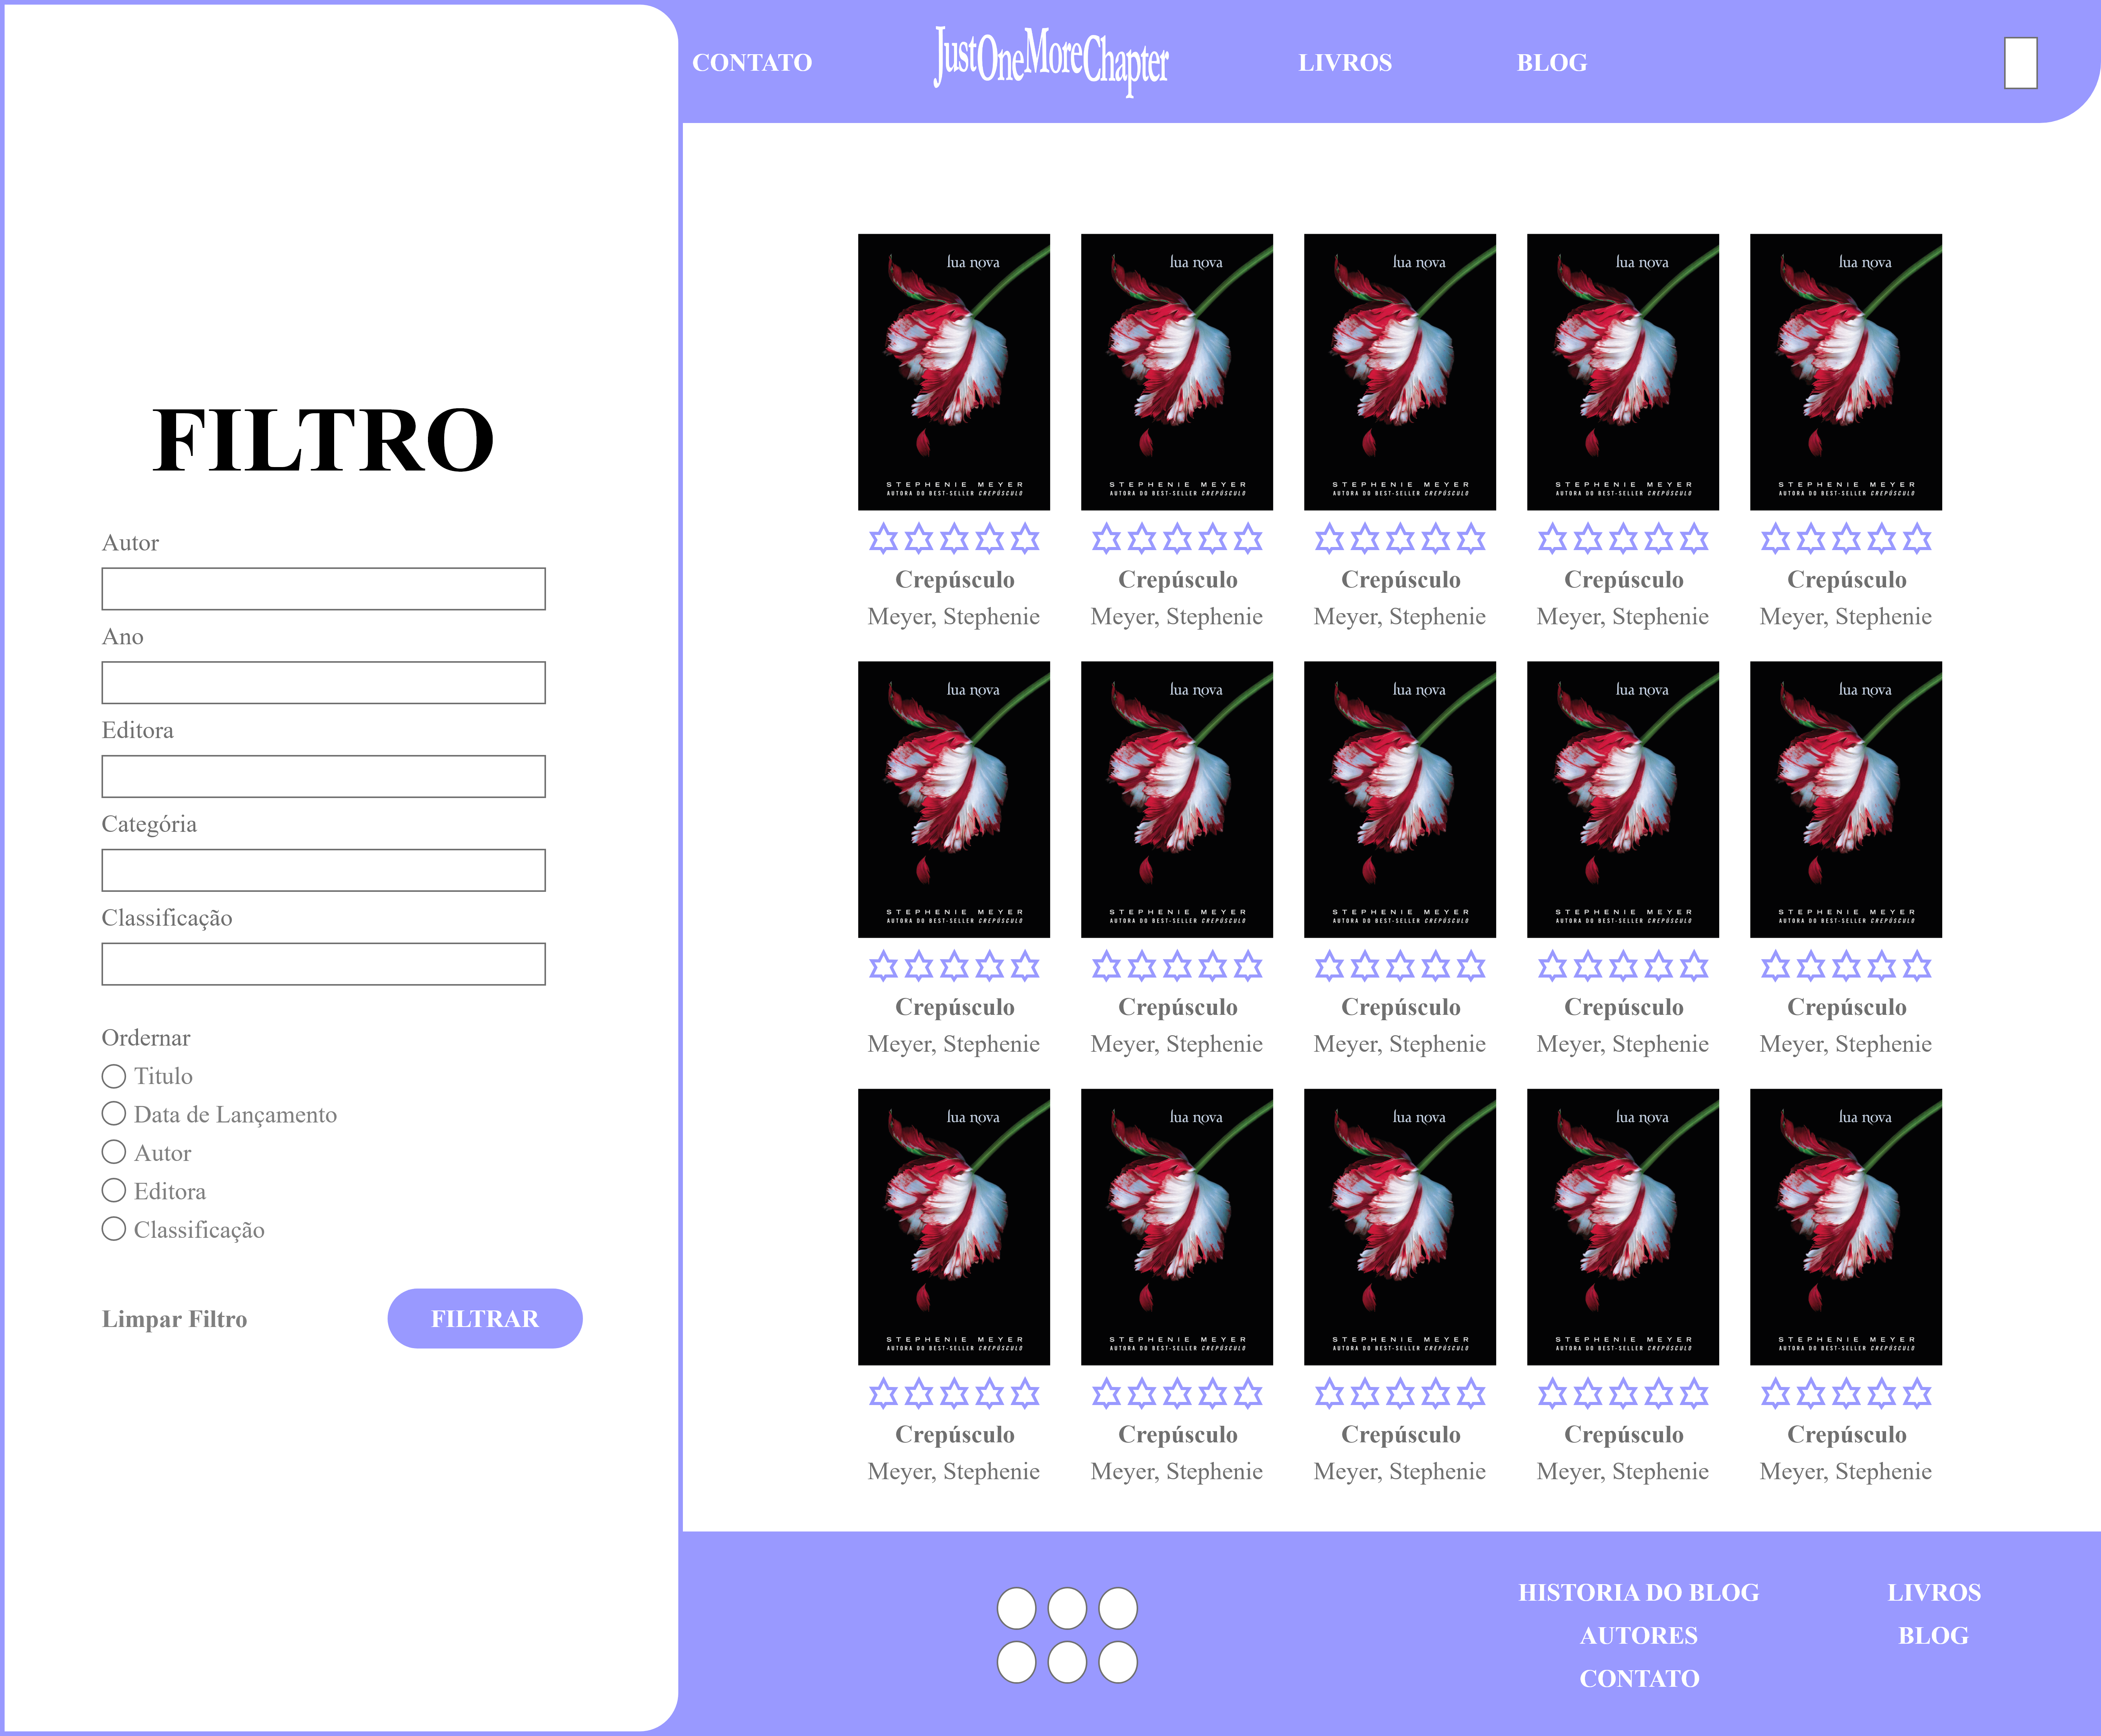 CONTATO
JustOneMoreChapter
LIVROS
BLOG
FILTRO
Autor
Ano
Editora
Categória
Classificação
Ordernar
Titulo
Data de Lançamento
Autor
Editora
Classificação
Limpar Filtro
FILTRAR
lua nova lua nova lua nova lua nova lua nova
STEPHENIE MEYER STEPHENIE MEYER STEPHENIE MEYER STEPHENIE MEYER STEPHENIE MEYER
AUTORA DO BEST-SELLER CREPÚSCULO AUTORA DO BEST-SELLER CREPÚSCULO AUTORA DO BEST-SELLER CREPÚSCULO AUTORA DO BEST-SELLER CREPÚSCULO AUTORA DO BEST-SELLER CREPÚSCULO
Crepúsculo Crepúsculo Crepúsculo Crepúsculo Crepúsculo
Meyer, Stephenie Meyer, Stephenie Meyer, Stephenie Meyer, Stephenie Meyer, Stephenie
lua nova lua nova lua nova lua nova lua nova
STEPHENIE MEYER STEPHENIE MEYER STEPHENIE MEYER STEPHENIE MEYER STEPHENIE MEYER
AUTORA DO BEST-SELLER CREPÚSCULO AUTORA DO BEST-SELLER CREPÚSCULO AUTORA DO BEST-SELLER CREPÚSCULO AUTORA DO BEST-SELLER CREPÚSCULO AUTORA DO BEST-SELLER CREPÚSCULO
Crepúsculo Crepúsculo Crepúsculo Crepúsculo Crepúsculo
Meyer, Stephenie Meyer, Stephenie Meyer, Stephenie Meyer, Stephenie Meyer, Stephenie
lua nova lua nova lua nova lua nova lua nova
STEPHENIE MEYER STEPHENIE MEYER STEPHENIE MEYER STEPHENIE MEYER STEPHENIE MEYER
AUTORA DO BEST-SELLER CREPÚSCULO AUTORA DO BEST-SELLER CREPÚSCULO AUTORA DO BEST-SELLER CREPÚSCULO AUTORA DO BEST-SELLER CREPÚSCULO AUTORA DO BEST-SELLER CREPÚSCULO
Crepúsculo Crepúsculo Crepúsculo Crepúsculo Crepúsculo
Meyer, Stephenie Meyer, Stephenie Meyer, Stephenie Meyer, Stephenie Meyer, Stephenie
HISTORIA DO BLOG
AUTORES
CONTATO
LIVROS
BLOG